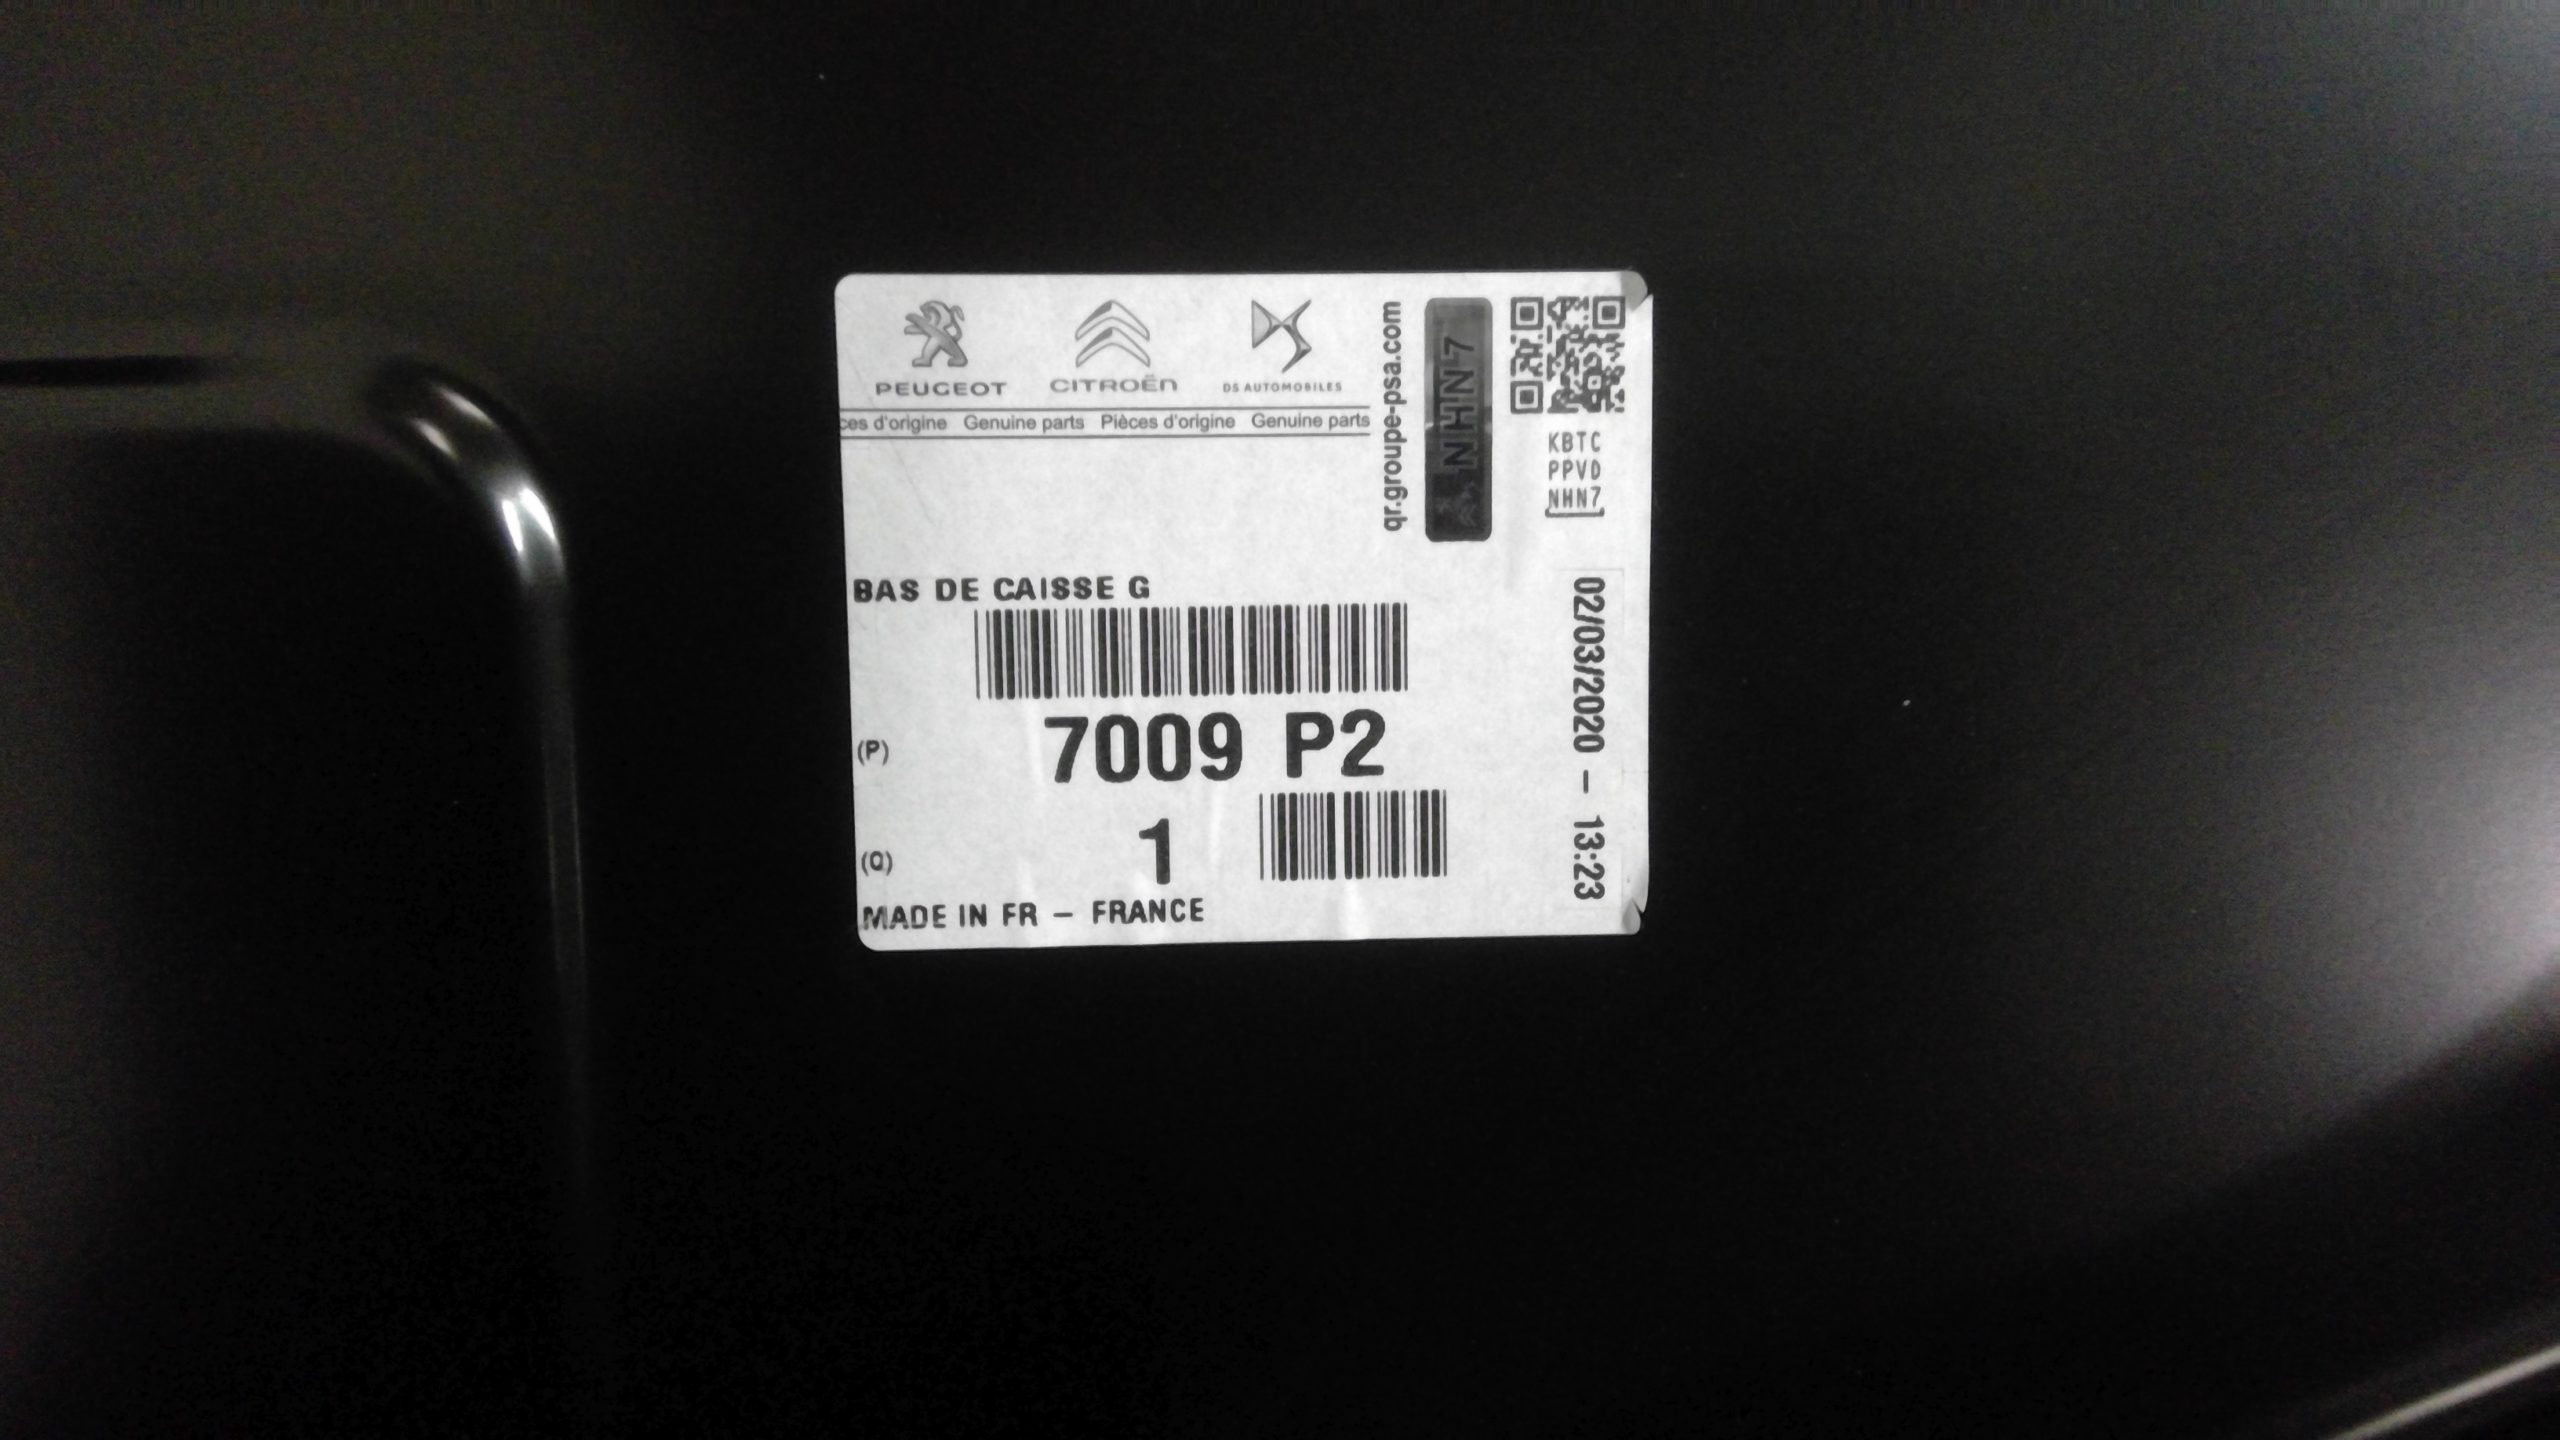 PEUGEOT CITROËN DS AUTOMOBILES
ces d'origine Genuine parts Pièces d'origine Genuine parts
qr.groupe-psa.com
NHN7
KBTC
PPVD
NHN7
BAS DE CAISSE G
(P) 7009 P2
(Q) 1
MADE IN FR - FRANCE
02/03/2020 - 13:23